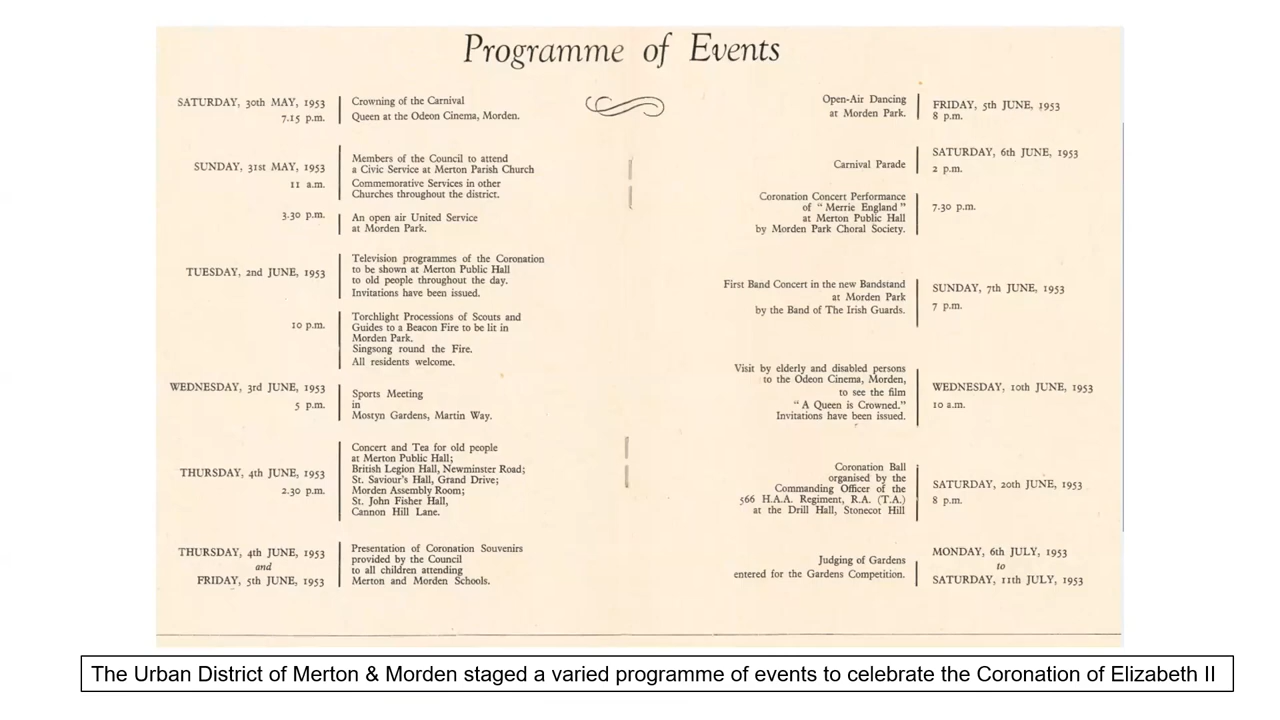 Programme of Events
SATURDAY, 30th MAY, 1953
7.15 p.m.
Crowning of the Carnival
Queen at the Odeon Cinema, Morden.
SUNDAY, 31st MAY, 1953
11 a.m.
Members of the Council to attend
a Civic Service at Merton Parish Church
Commemorative Services in other
Churches throughout the district.
3.30 p.m.
An open air United Service
at Morden Park.
TUESDAY, 2nd JUNE, 1953
Television programmes of the Coronation
to be shown at Merton Public Hall
to old people throughout the day.
Invitations have been issued.
10 p.m.
Torchlight Processions of Scouts and
Guides to a Beacon Fire to be lit in
Morden Park.
Singsong round the Fire.
All residents welcome.
WEDNESDAY, 3rd JUNE, 1953
5 p.m.
Sports Meeting
in
Mostyn Gardens, Martin Way.
THURSDAY, 4th JUNE, 1953
2.30 p.m.
Concert and Tea for old people
at Merton Public Hall;
British Legion Hall, Newminster Road;
St. Saviour's Hall, Grand Drive;
Morden Assembly Room;
St. John Fisher Hall,
Cannon Hill Lane.
THURSDAY, 4th JUNE, 1953
and
FRIDAY, 5th JUNE, 1953
Presentation of Coronation Souvenirs
provided by the Council
to all children attending
Merton and Morden Schools.
Open-Air Dancing
at Morden Park.
FRIDAY, 5th JUNE, 1953
8 p.m.
Carnival Parade
SATURDAY, 6th JUNE, 1953
2 p.m.
Coronation Concert Performance
of " Merrie England "
at Merton Public Hall
by Morden Park Choral Society.
7.30 p.m.
First Band Concert in the new Bandstand
at Morden Park
by the Band of The Irish Guards.
SUNDAY, 7th JUNE, 1953
7 p.m.
Visit by elderly and disabled persons
to the Odeon Cinema, Morden,
to see the film
" A Queen is Crowned."
Invitations have been issued.
WEDNESDAY, 10th JUNE, 1953
10 a.m.
Coronation Ball
organised by the
Commanding Officer of the
566 H.A.A. Regiment, R.A. (T.A.)
at the Drill Hall, Stonecot Hill
SATURDAY, 20th JUNE, 1953
8 p.m.
Judging of Gardens
entered for the Gardens Competition.
MONDAY, 6th JULY, 1953
to
SATURDAY, 11th JULY, 1953
The Urban District of Merton & Morden staged a varied programme of events to celebrate the Coronation of Elizabeth II